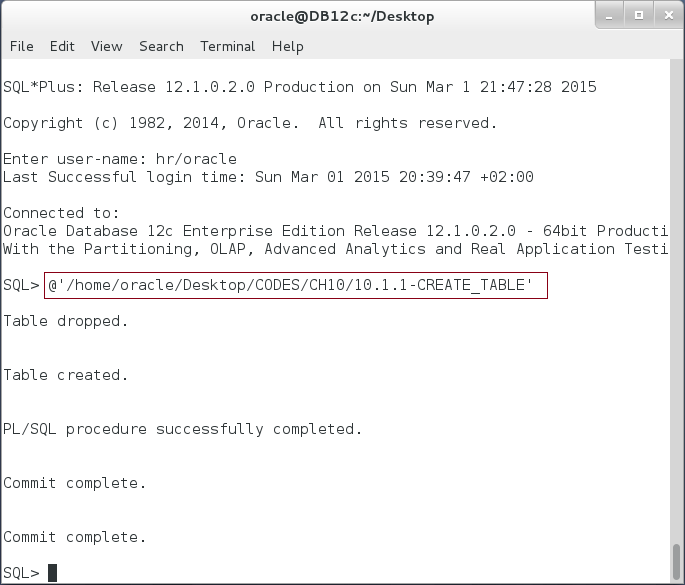 oracle@DB12c:~/Desktop
File Edit View Search Terminal Help
SQL*Plus: Release 12.1.0.2.0 Production on Sun Mar 1 21:47:28 2015
Copyright (c) 1982, 2014, Oracle.  All rights reserved.
Enter user-name: hr/oracle
Last Successful login time: Sun Mar 01 2015 20:39:47 +02:00
Connected to:
Oracle Database 12c Enterprise Edition Release 12.1.0.2.0 - 64bit Producti
With the Partitioning, OLAP, Advanced Analytics and Real Application Testi
SQL> @'/home/oracle/Desktop/CODES/CH10/10.1.1-CREATE_TABLE'
Table dropped.
Table created.
PL/SQL procedure successfully completed.
Commit complete.
Commit complete.
SQL>